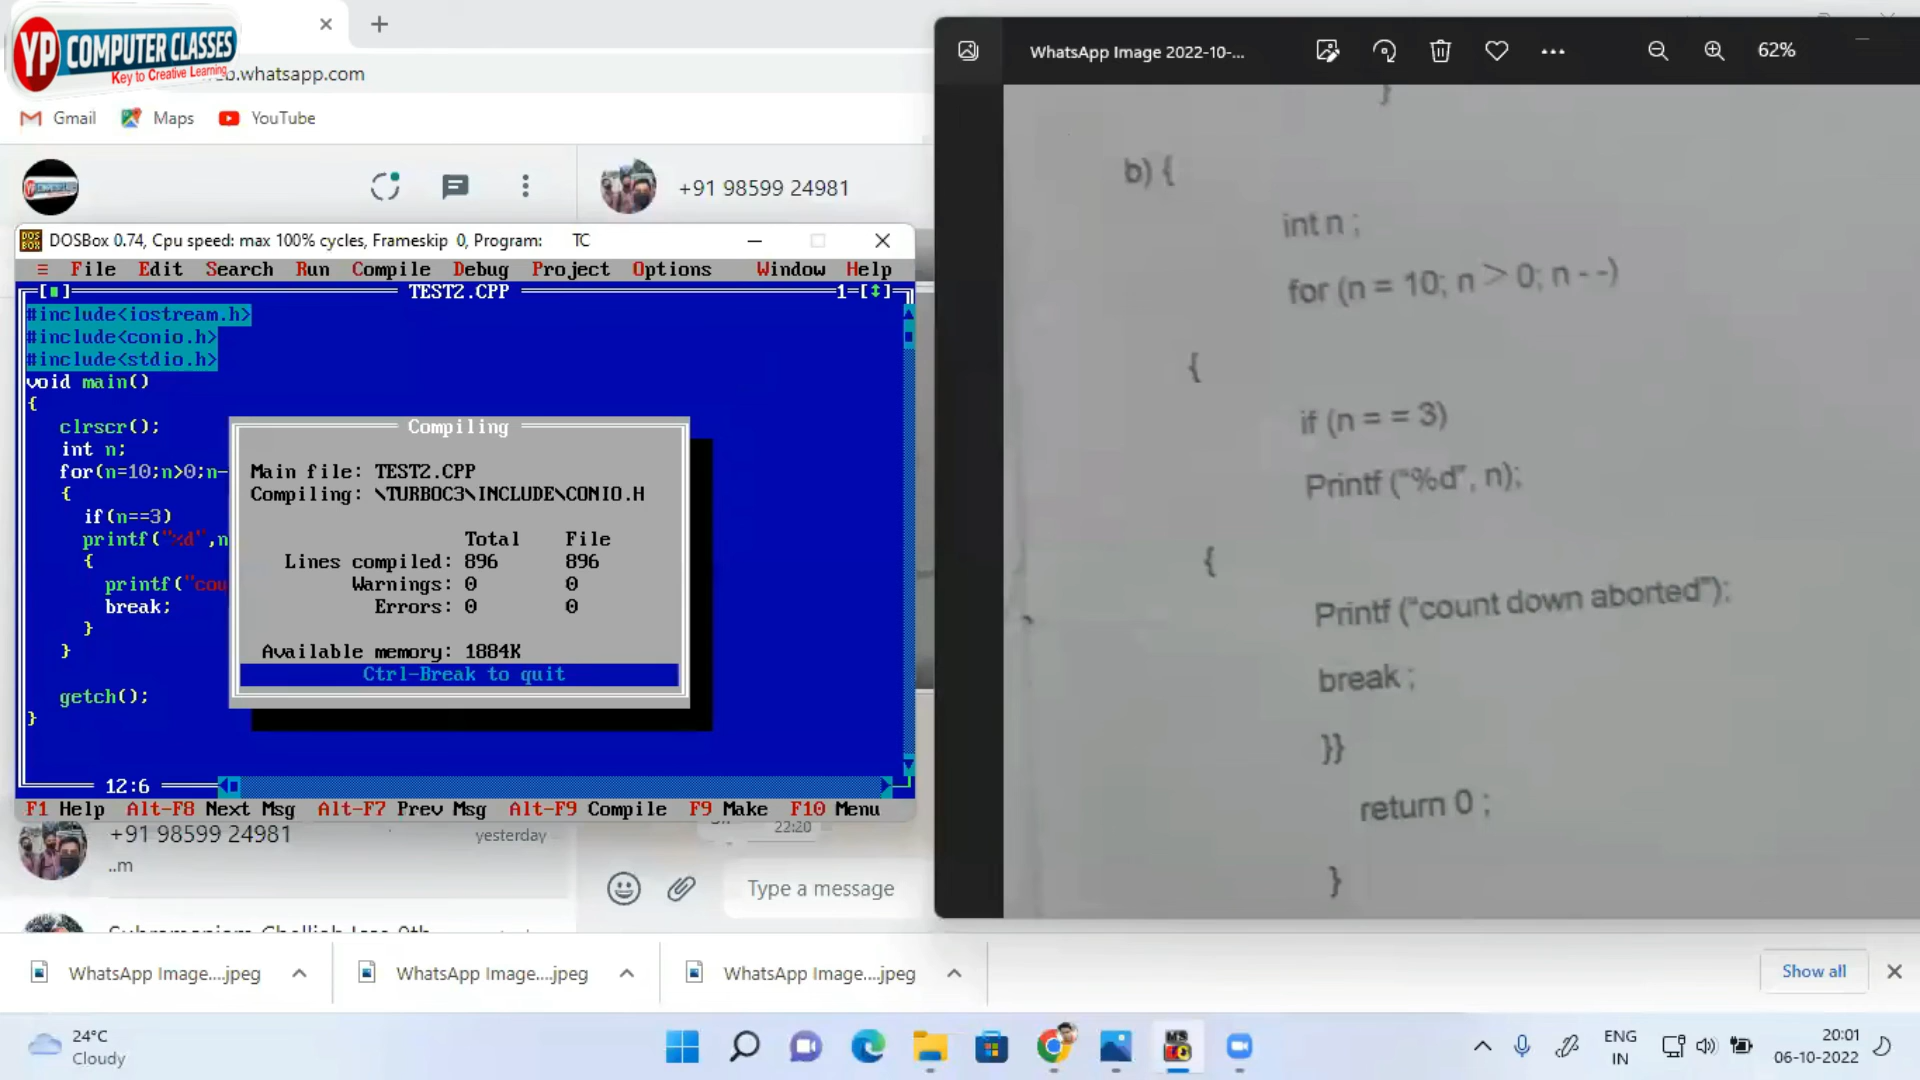 YP COMPUTER CLASSES
Key to Creative Learning
b.whatsapp.com
Gmail
Maps
YouTube
+91 98599 24981
DOSBox 0.74, Cpu speed: max 100% cycles, Frameskip 0, Program: TC
File Edit Search Run Compile Debug Project Options Window Help
TEST2.CPP
1
#include<iostream.h>
#include<conio.h>
#include<stdio.h>
void main()
{
clrscr();
int n;
for(n=10;n>0;n-
{
if(n==3)
printf("%d",n
{
printf("cou
break;
}
}
getch();
}
12:6
Compiling
Main file: TEST2.CPP
Compiling: \TURBOC3\INCLUDE\CONIO.H
Total File
Lines compiled: 896 896
Warnings: 0 0
Errors: 0 0
Available memory: 1884K
Ctrl-Break to quit
F1 Help Alt-F8 Next Msg Alt-F7 Prev Msg Alt-F9 Compile F9 Make F10 Menu
+91 98599 24981
yesterday
..m
22:20
Type a message
WhatsApp Image 2022-10-...
62%
}
b) {
int n ;
for (n = 10; n > 0; n - -)
{
if (n = = 3)
Printf ("%d", n);
{
Printf ("count down aborted");
break ;
}}
return 0 ;
}
WhatsApp Image....jpeg
WhatsApp Image....jpeg
WhatsApp Image....jpeg
Show all
24°C
Cloudy
ENG
IN
20:01
06-10-2022